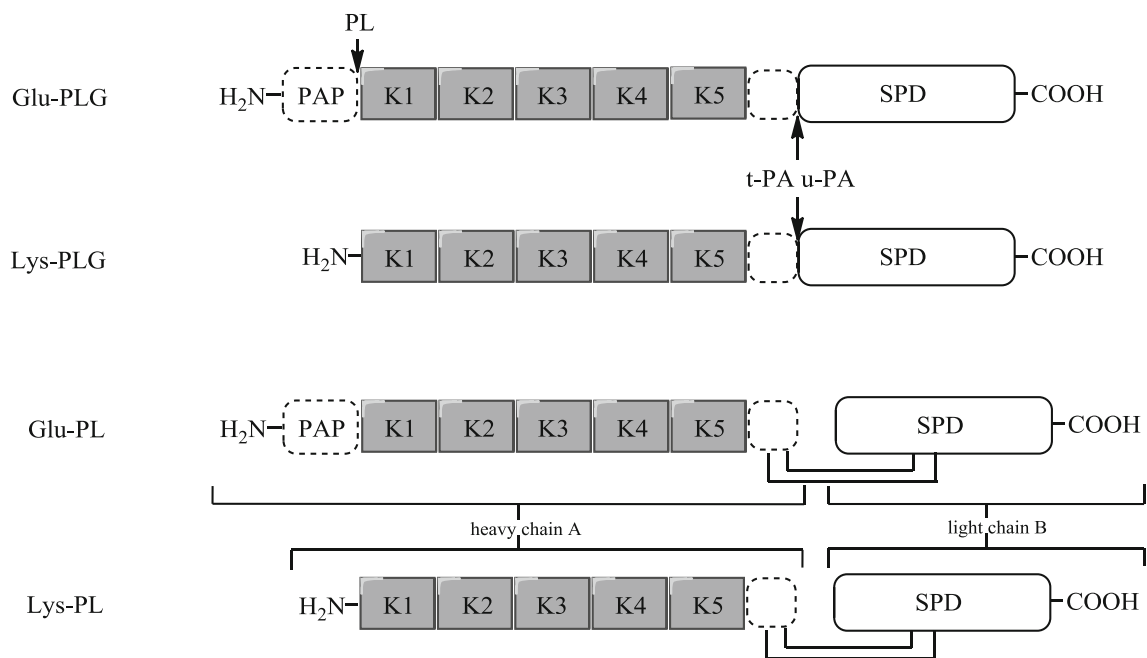 PL
Glu-PLG H₂N PAP K1 K2 K3 K4 K5 SPD COOH
t-PA u-PA
Lys-PLG H₂N K1 K2 K3 K4 K5 SPD COOH
Glu-PL H₂N PAP K1 K2 K3 K4 K5 SPD COOH
heavy chain A light chain B
Lys-PL H₂N K1 K2 K3 K4 K5 SPD COOH